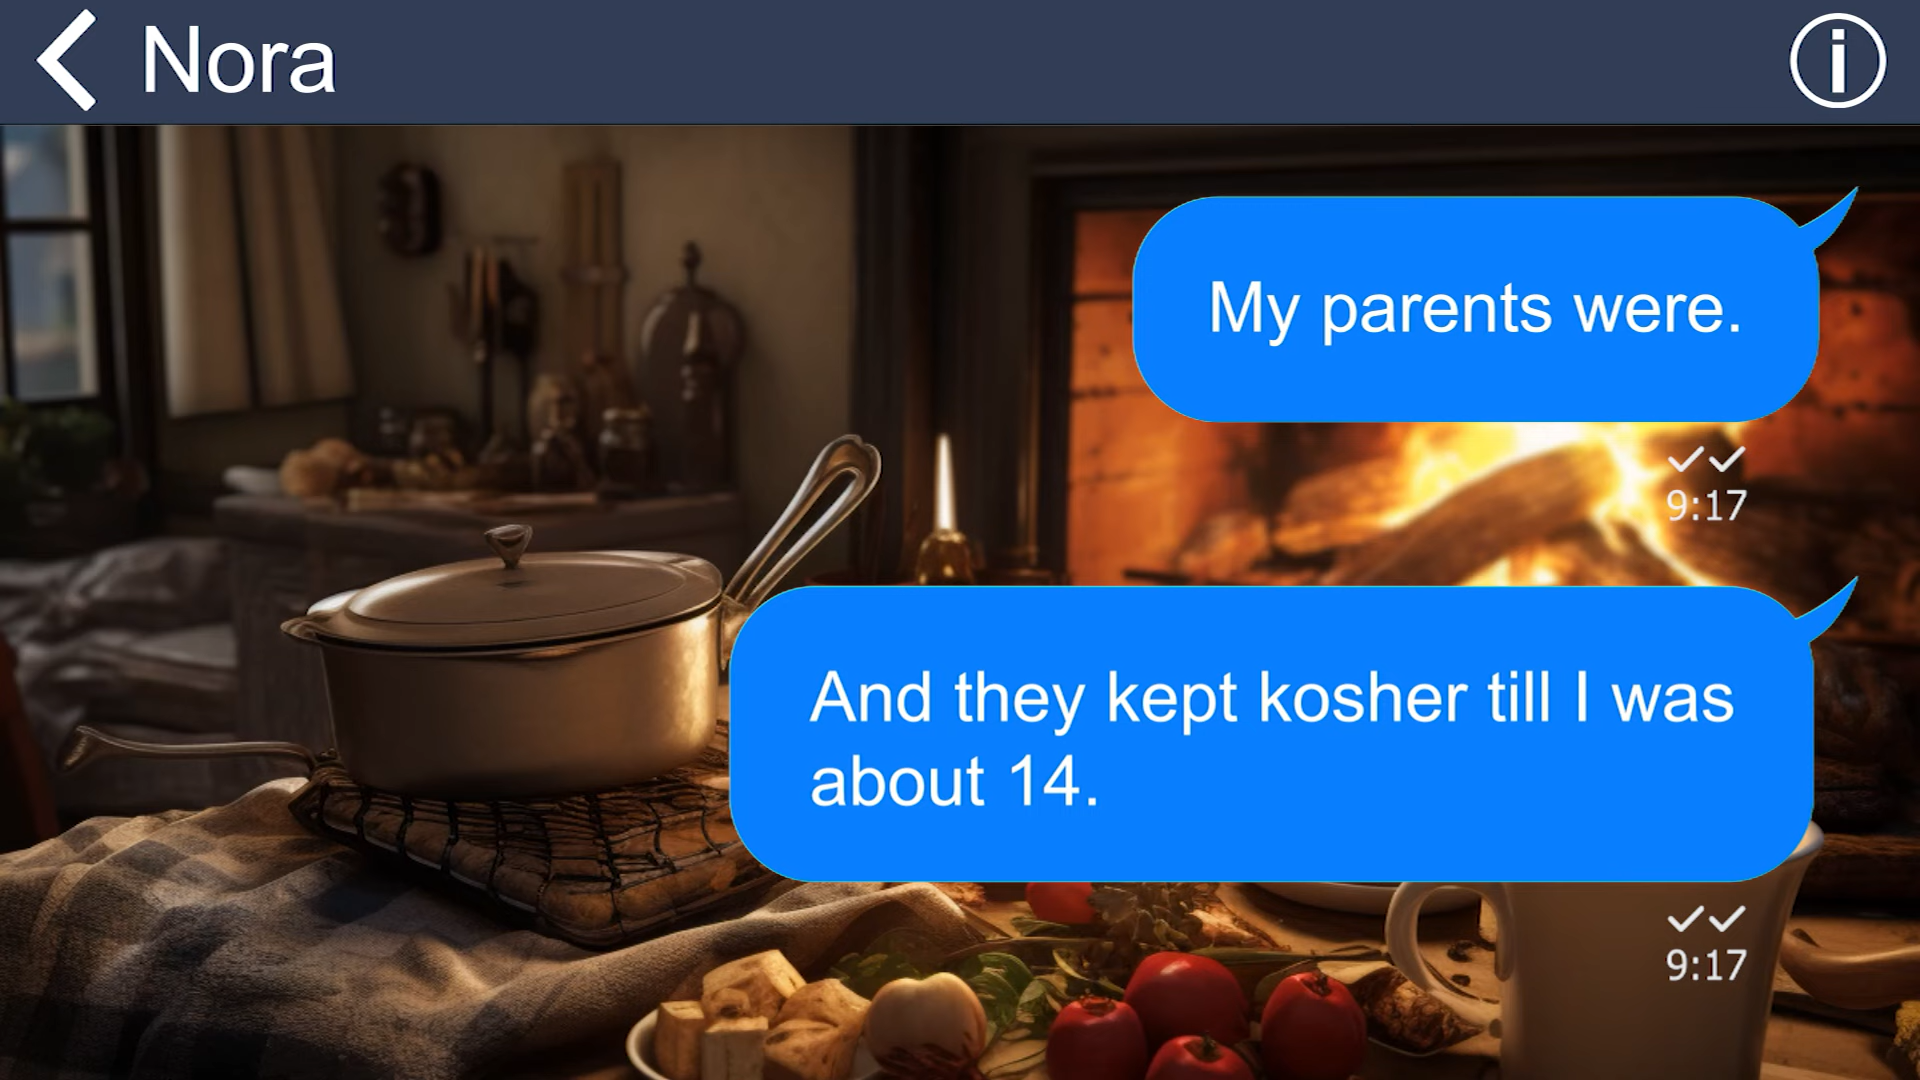 Nora
My parents were.
9:17
And they kept kosher till I was
about 14.
9:17